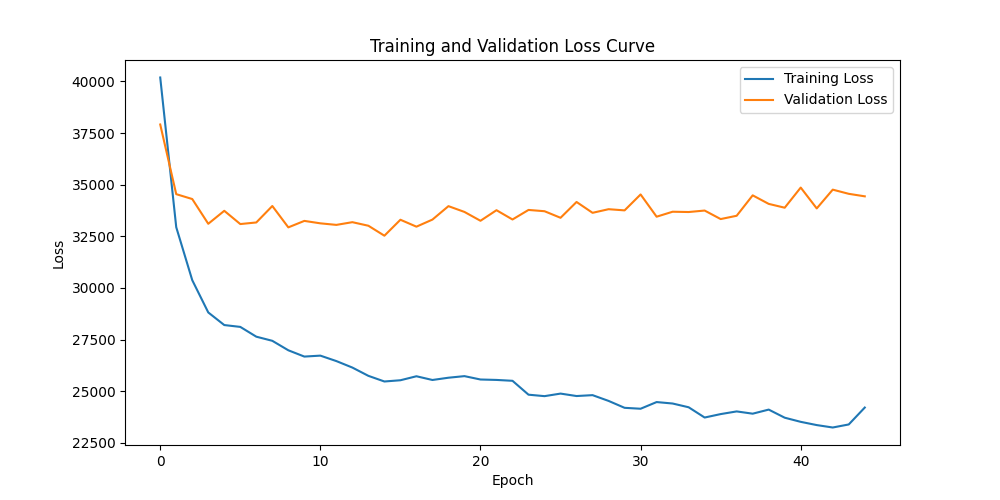 Training and Validation Loss Curve
Training Loss
Validation Loss
40000
37500
35000
32500
30000
27500
25000
22500
Loss
0 10 20 30 40
Epoch